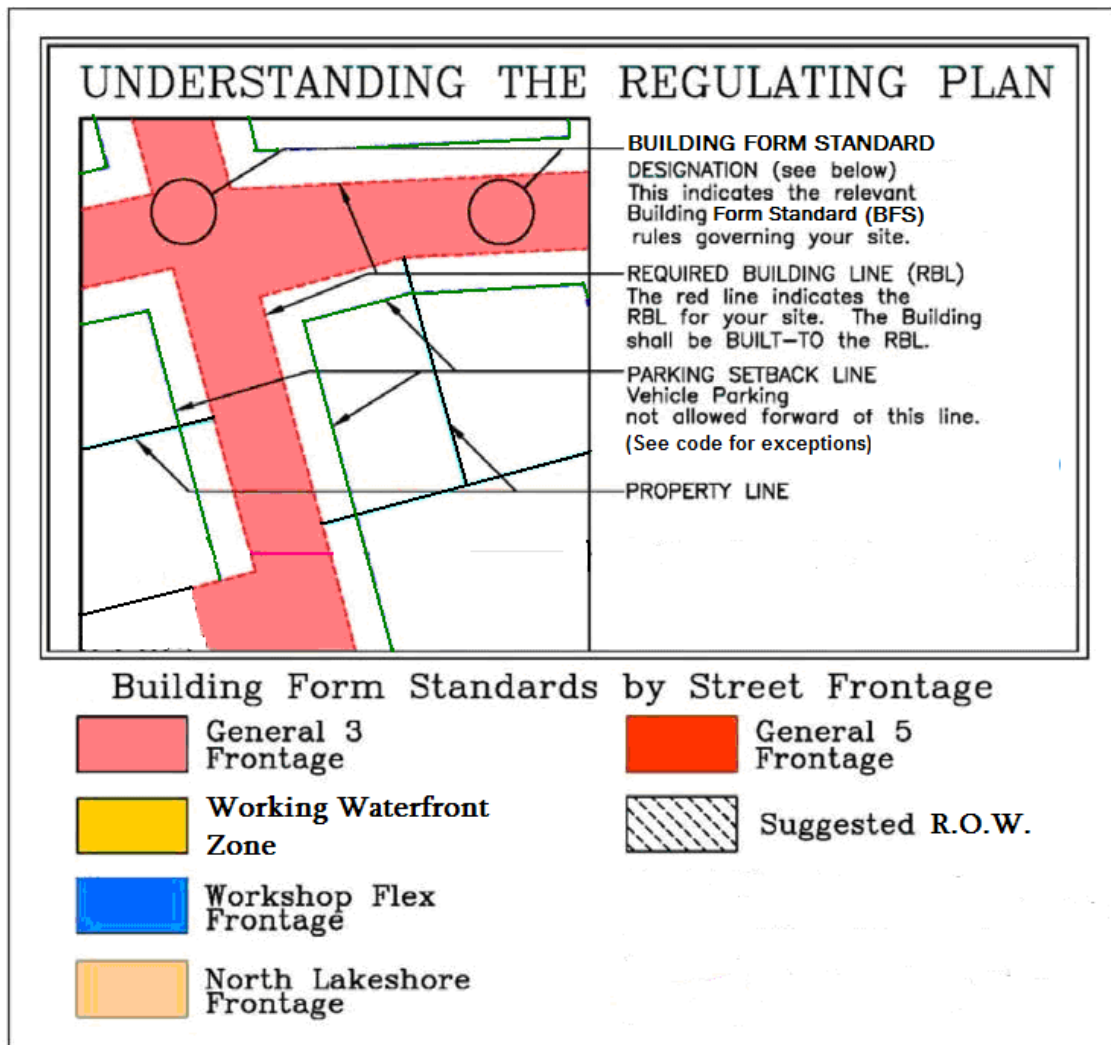 UNDERSTANDING THE REGULATING PLAN
BUILDING FORM STANDARD
DESIGNATION (see below)
This indicates the relevant
Building Form Standard (BFS)
rules governing your site.
REQUIRED BUILDING LINE (RBL)
The red line indicates the
RBL for your site. The Building
shall be BUILT-TO the RBL.
PARKING SETBACK LINE
Vehicle Parking
not allowed forward of this line.
(See code for exceptions)
PROPERTY LINE
Building Form Standards by Street Frontage
General 3
Frontage
General 5
Frontage
Working Waterfront
Zone
Suggested R.O.W.
Workshop Flex
Frontage
North Lakeshore
Frontage